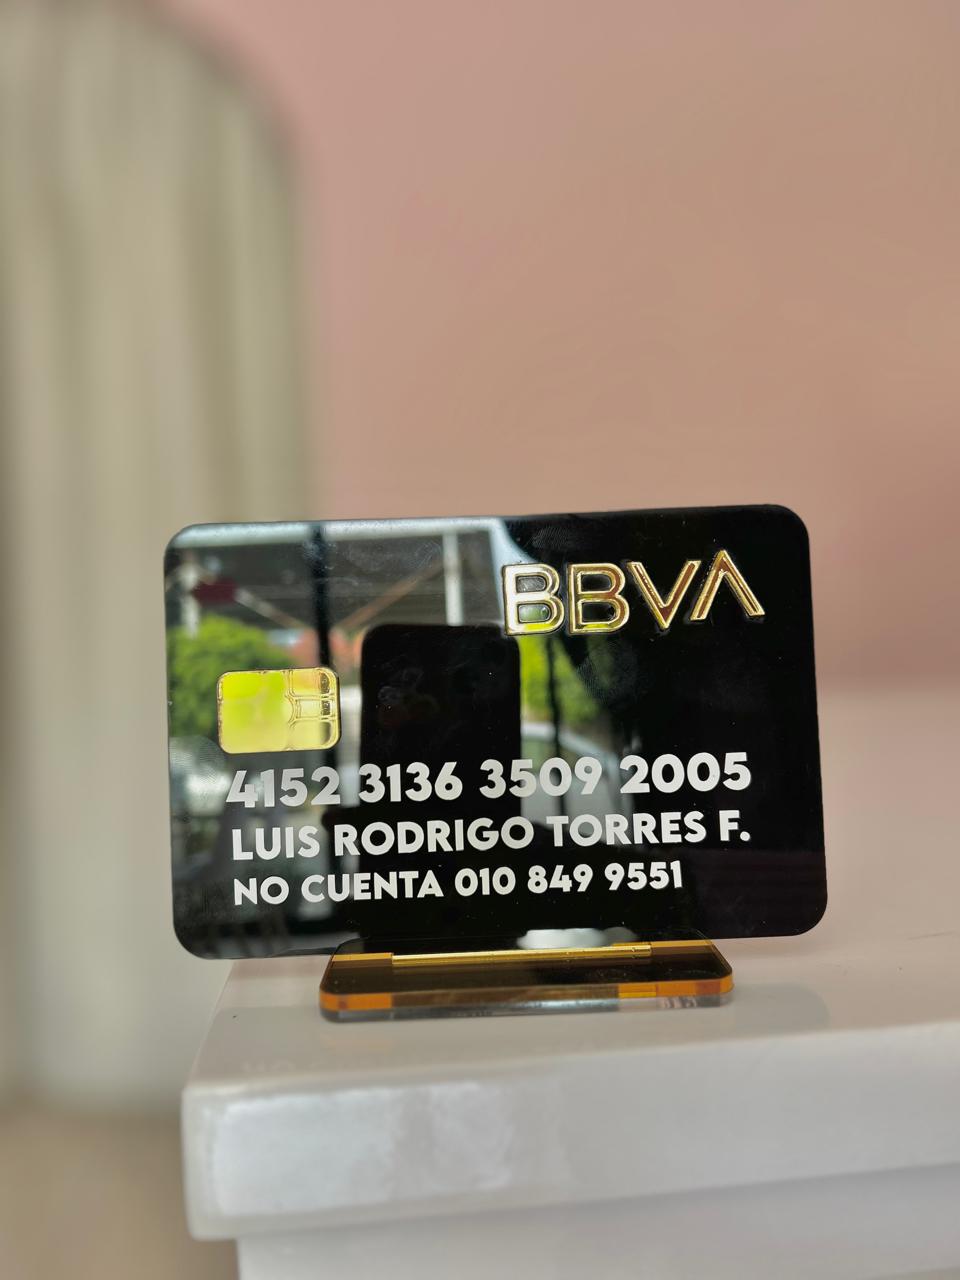 BBVA
4152 3136 3509 2005
LUIS RODRIGO TORRES F.
NO CUENTA 010 849 9551